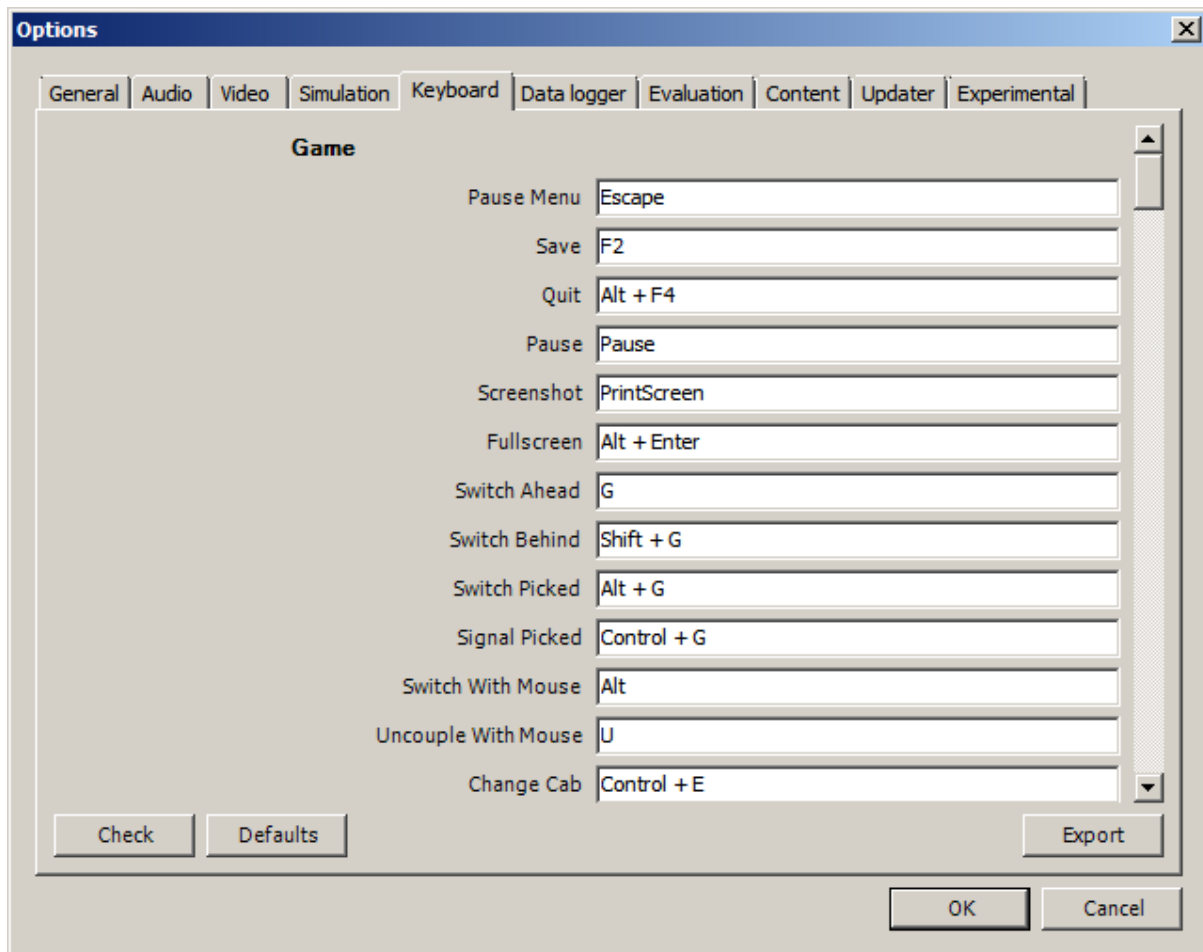 Options
General Audio Video Simulation Keyboard Data logger Evaluation Content Updater Experimental
Game
Pause Menu Escape
Save F2
Quit Alt + F4
Pause Pause
Screenshot PrintScreen
Fullscreen Alt + Enter
Switch Ahead G
Switch Behind Shift + G
Switch Picked Alt + G
Signal Picked Control + G
Switch With Mouse Alt
Uncouple With Mouse U
Change Cab Control + E
Check Defaults Export
OK Cancel